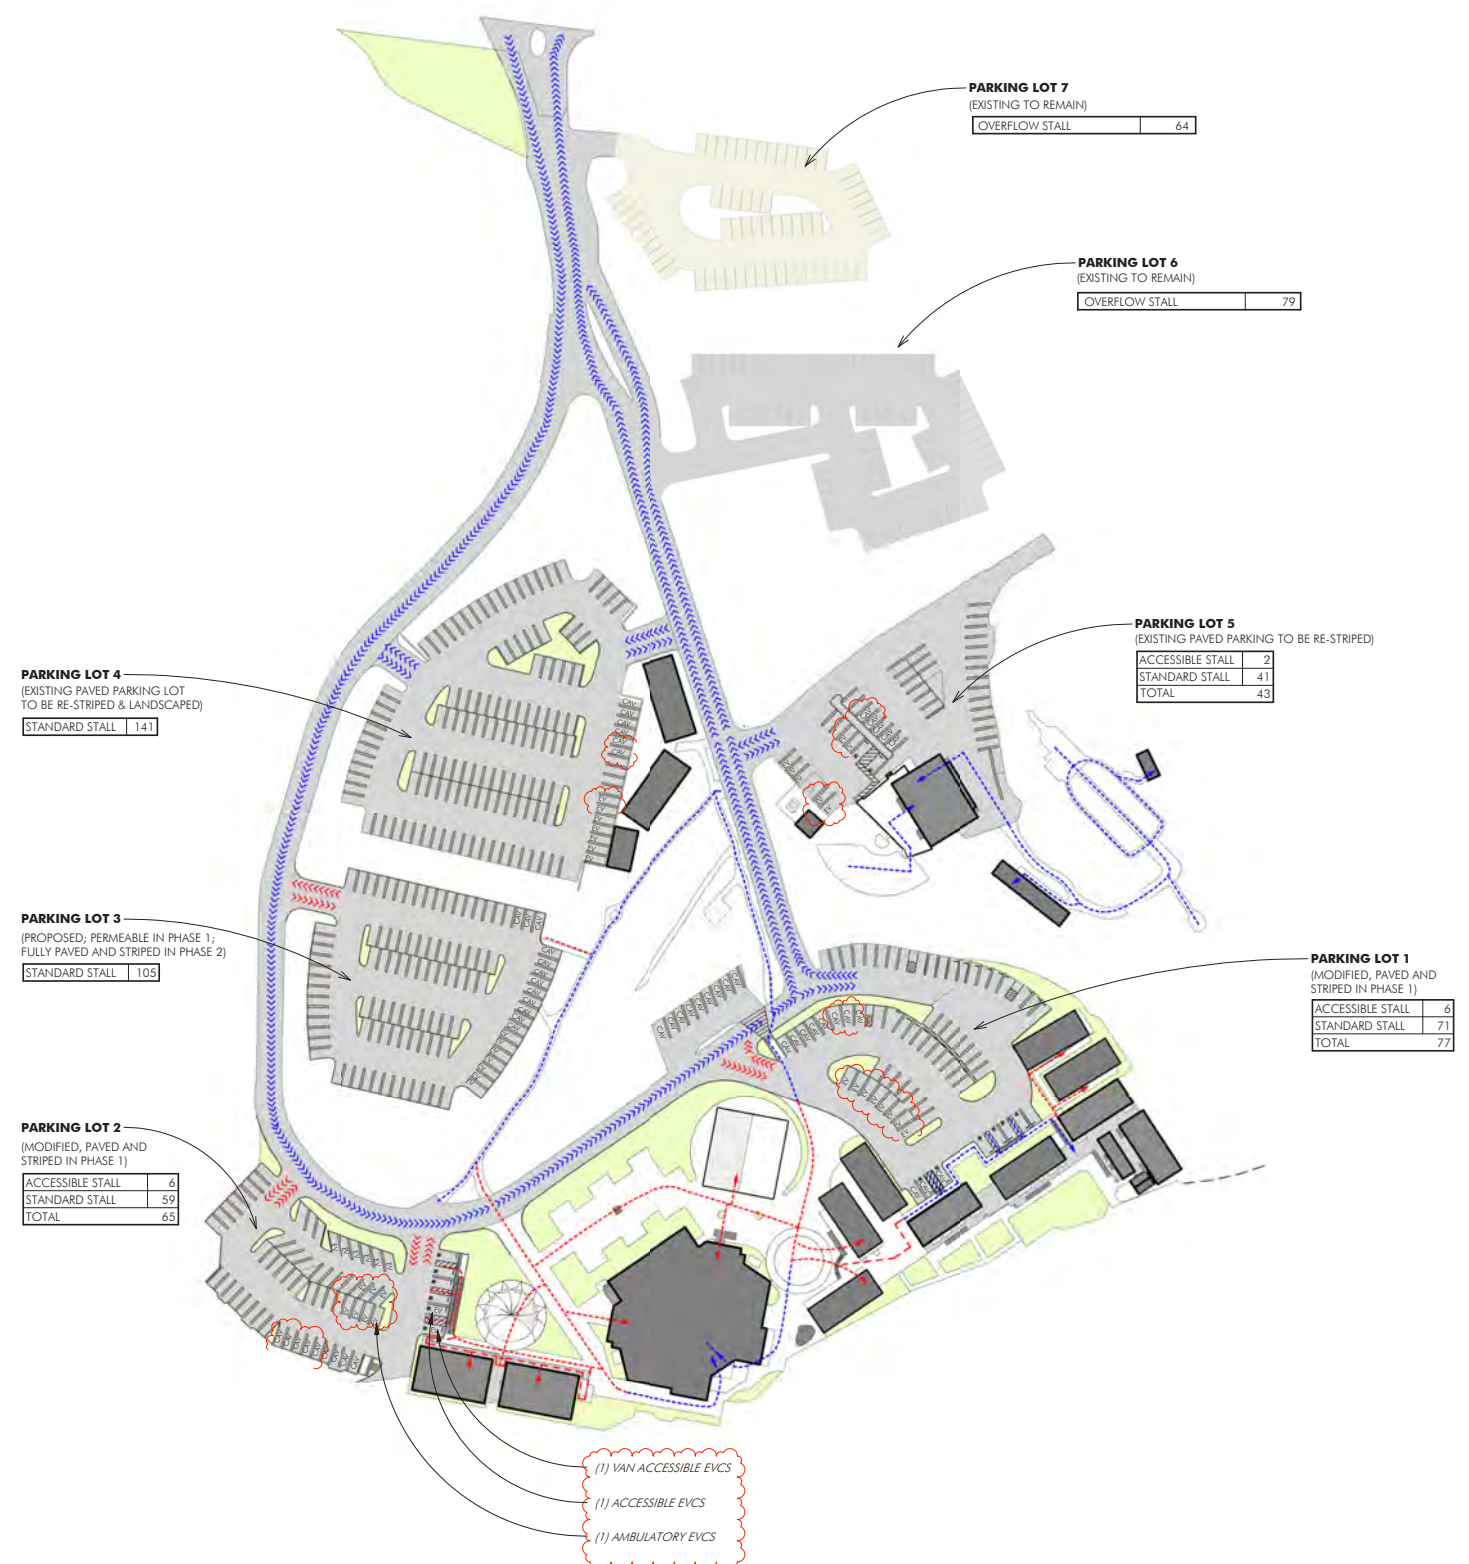 PARKING LOT 7
(EXISTING TO REMAIN)
OVERFLOW STALL 64
PARKING LOT 6
(EXISTING TO REMAIN)
OVERFLOW STALL 79
PARKING LOT 5
(EXISTING PAVED PARKING TO BE RE-STRIPED)
ACCESSIBLE STALL 2
STANDARD STALL 41
TOTAL 43
PARKING LOT 4
(EXISTING PAVED PARKING LOT
TO BE RE-STRIPED & LANDSCAPED)
STANDARD STALL 141
PARKING LOT 3
(PROPOSED; PERMEABLE IN PHASE 1;
FULLY PAVED AND STRIPED IN PHASE 2)
STANDARD STALL 105
PARKING LOT 1
(MODIFIED, PAVED AND
STRIPED IN PHASE 1)
ACCESSIBLE STALL 6
STANDARD STALL 71
TOTAL 77
PARKING LOT 2
(MODIFIED, PAVED AND
STRIPED IN PHASE 1)
ACCESSIBLE STALL 6
STANDARD STALL 59
TOTAL 65
(1) VAN ACCESSIBLE EVCS
(1) ACCESSIBLE EVCS
(1) AMBULATORY EVCS